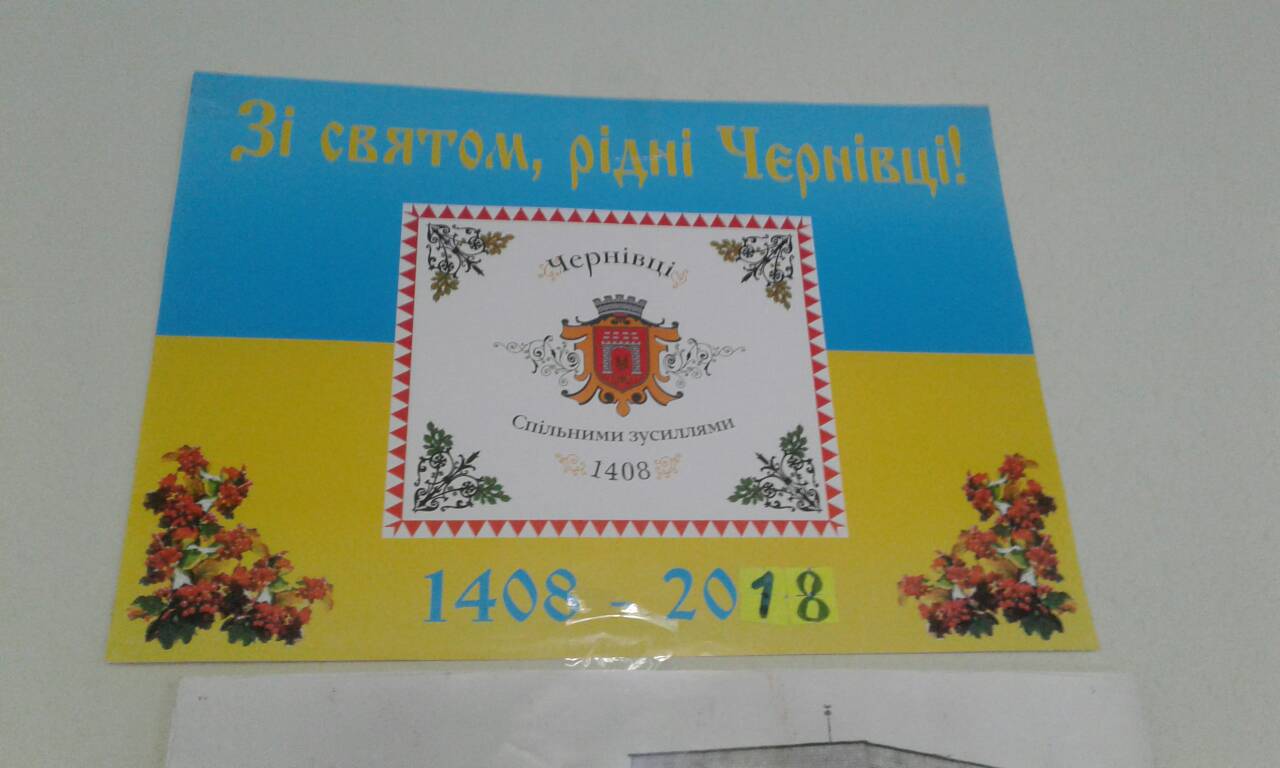 Зі святом, рідні Чернівці!
Чернівці
Спільними зусиллями
1408
1408 - 2018